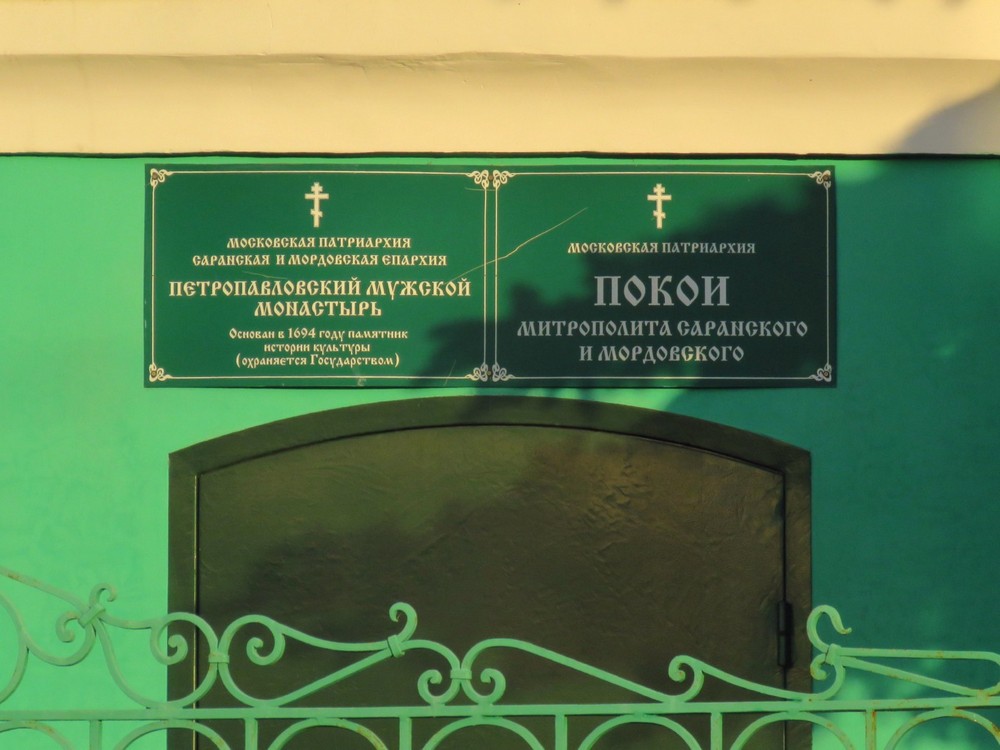 МОСКОВСКАЯ ПАТРИАРХИЯ
САРАНСКАЯ И МОРДОВСКАЯ ЕПАРХИЯ
ПЕТРОПАВЛОВСКИЙ МУЖСКОЙ
МОНАСТЫРЬ
Основан в 1694 году памятник
истории культуры
(охраняется Государством)
МОСКОВСКАЯ ПАТРИАРХИЯ
ПОКОИ
МИТРОПОЛИТА САРАНСКОГО
И МОРДОВСКОГО